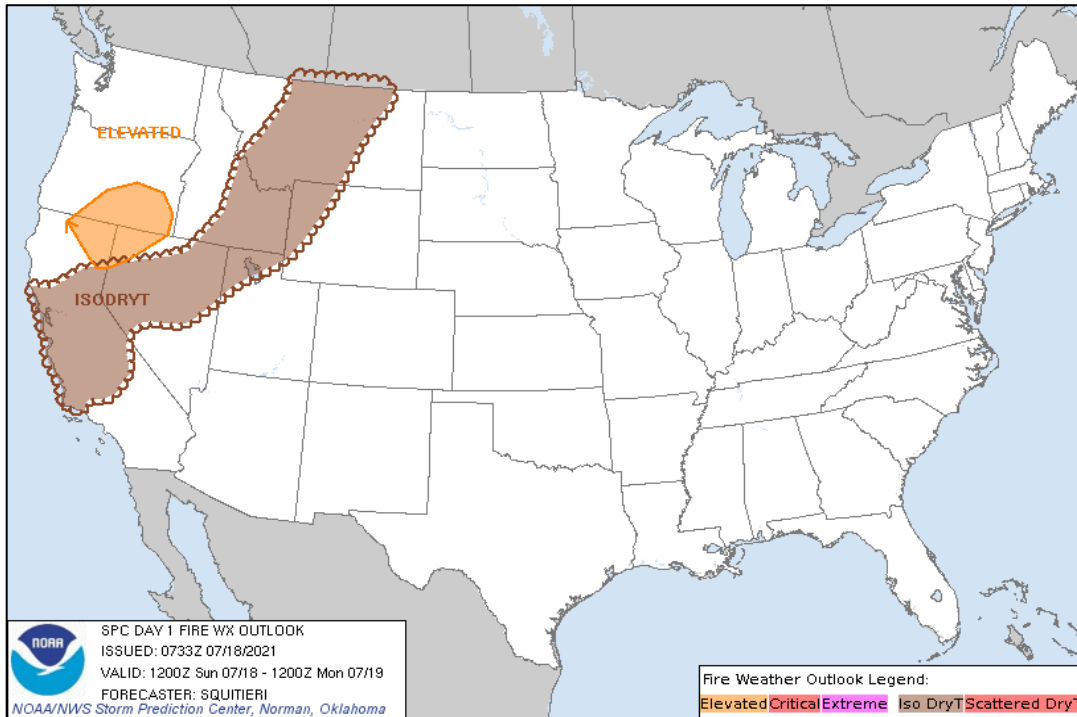 ELEVATED
ISODRYT
NOAA
SPC DAY 1 FIRE WX OUTLOOK
ISSUED: 0733Z 07/18/2021
VALID: 1200Z Sun 07/18 - 1200Z Mon 07/19
FORECASTER: SQUITIERI
NOAA/NWS Storm Prediction Center, Norman, Oklahoma
Fire Weather Outlook Legend:
Elevated Critical Extreme Iso DryT Scattered DryT